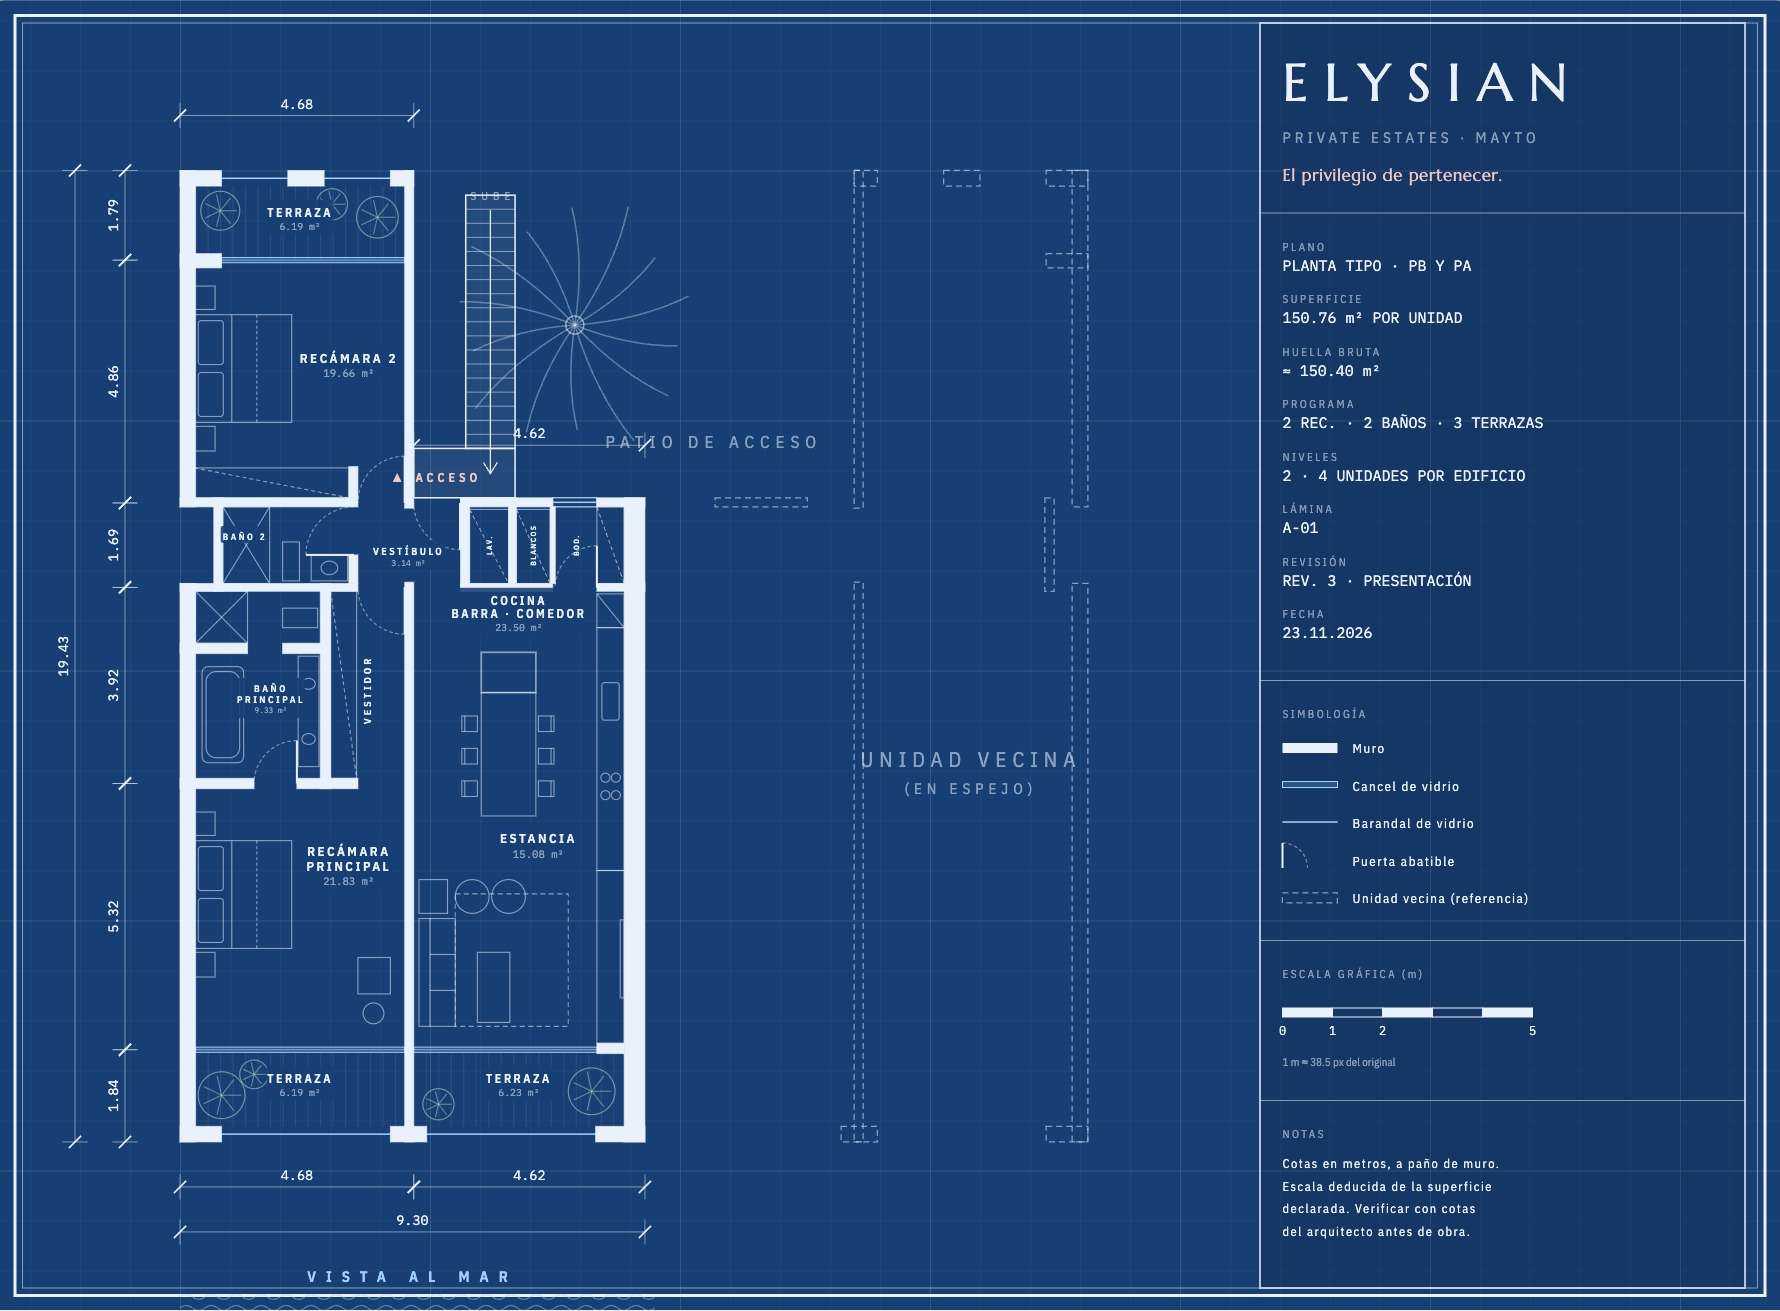 4.68
1.79
4.86
1.69
3.92
5.32
1.84
19.43
TERRAZA
6.19 m²
SUBE
RECÁMARA 2
19.66 m²
4.62
PATIO DE ACCESO
▲ ACCESO
BAÑO 2
VESTÍBULO
3.14 m²
LAV.
BLANCOS
BOD.
COCINA
BARRA · COMEDOR
23.50 m²
BAÑO
PRINCIPAL
9.33 m²
VESTIDOR
UNIDAD VECINA
(EN ESPEJO)
ESTANCIA
15.08 m²
RECÁMARA
PRINCIPAL
21.83 m²
TERRAZA
6.19 m²
TERRAZA
6.23 m²
4.68
4.62
9.30
VISTA AL MAR
ELYSIAN
PRIVATE ESTATES · MAYTO
El privilegio de pertenecer.
PLANO
PLANTA TIPO · PB Y PA
SUPERFICIE
150.76 m² POR UNIDAD
HUELLA BRUTA
≈ 150.40 m²
PROGRAMA
2 REC. · 2 BAÑOS · 3 TERRAZAS
NIVELES
2 · 4 UNIDADES POR EDIFICIO
LÁMINA
A-01
REVISIÓN
REV. 3 · PRESENTACIÓN
FECHA
23.11.2026
SIMBOLOGÍA
Muro
Cancel de vidrio
Barandal de vidrio
Puerta abatible
Unidad vecina (referencia)
ESCALA GRÁFICA (m)
0 1 2 5
1 m ≈ 38.5 px del original
NOTAS
Cotas en metros, a paño de muro.
Escala deducida de la superficie
declarada. Verificar con cotas
del arquitecto antes de obra.